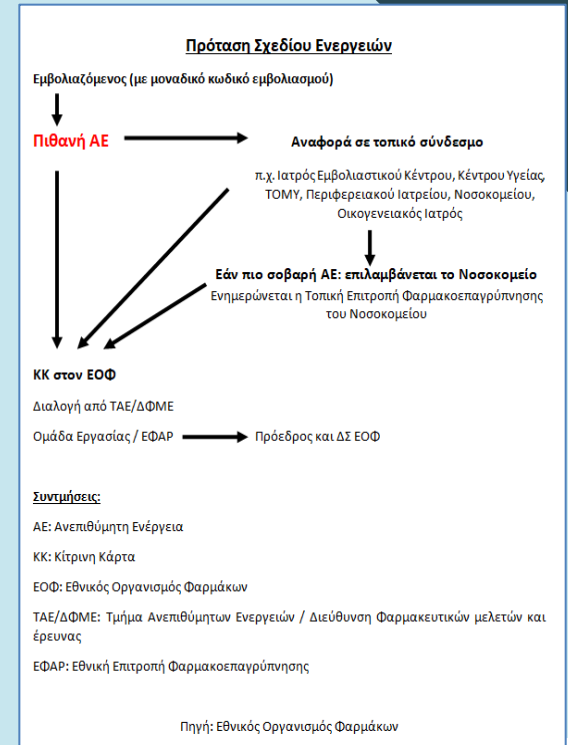 Πρόταση Σχεδίου Ενεργειών
Εμβολιαζόμενος (με μοναδικό κωδικό εμβολιασμού)
Πιθανή ΑΕ
Αναφορά σε τοπικό σύνδεσμο
π.χ. Ιατρός Εμβολιαστικού Κέντρου, Κέντρου Υγείας,
ΤΟΜΥ, Περιφερειακού Ιατρείου, Νοσοκομείου,
Οικογενειακός Ιατρός
Εάν πιο σοβαρή ΑΕ: επιλαμβάνεται το Νοσοκομείο
Ενημερώνεται η Τοπική Επιτροπή Φαρμακοεπαγρύπνησης
του Νοσοκομείου
ΚΚ στον ΕΟΦ
Διαλογή από ΤΑΕ/ΔΦΜΕ
Ομάδα Εργασίας / ΕΦΑΡ
Πρόεδρος και ΔΣ ΕΟΦ
Συντμήσεις:
ΑΕ: Ανεπιθύμητη Ενέργεια
ΚΚ: Κίτρινη Κάρτα
ΕΟΦ: Εθνικός Οργανισμός Φαρμάκων
ΤΑΕ/ΔΦΜΕ: Τμήμα Ανεπιθύμητων Ενεργειών / Διεύθυνση Φαρμακευτικών μελετών και
έρευνας
ΕΦΑΡ: Εθνική Επιτροπή Φαρμακοεπαγρύπνησης
Πηγή: Εθνικός Οργανισμός Φαρμάκων